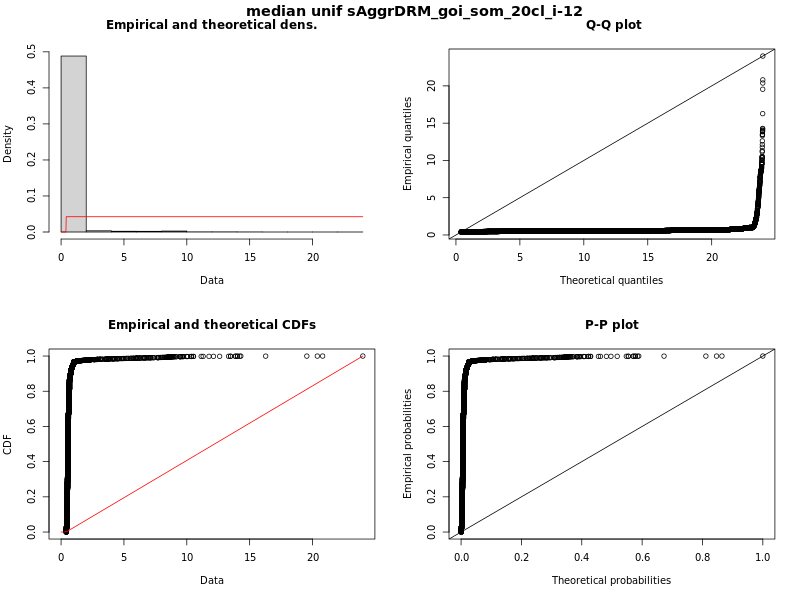 median unif sAggrDRM_goi_som_20cl_i-12
Empirical and theoretical dens.
Density
0.0 0.1 0.2 0.3 0.4 0.5
0 5 10 15 20
Data
Q-Q plot
Empirical quantiles
0 5 10 15 20
0 5 10 15 20
Theoretical quantiles
Empirical and theoretical CDFs
CDF
0.0 0.2 0.4 0.6 0.8 1.0
0 5 10 15 20
Data
P-P plot
Empirical probabilities
0.0 0.2 0.4 0.6 0.8 1.0
0.0 0.2 0.4 0.6 0.8 1.0
Theoretical probabilities